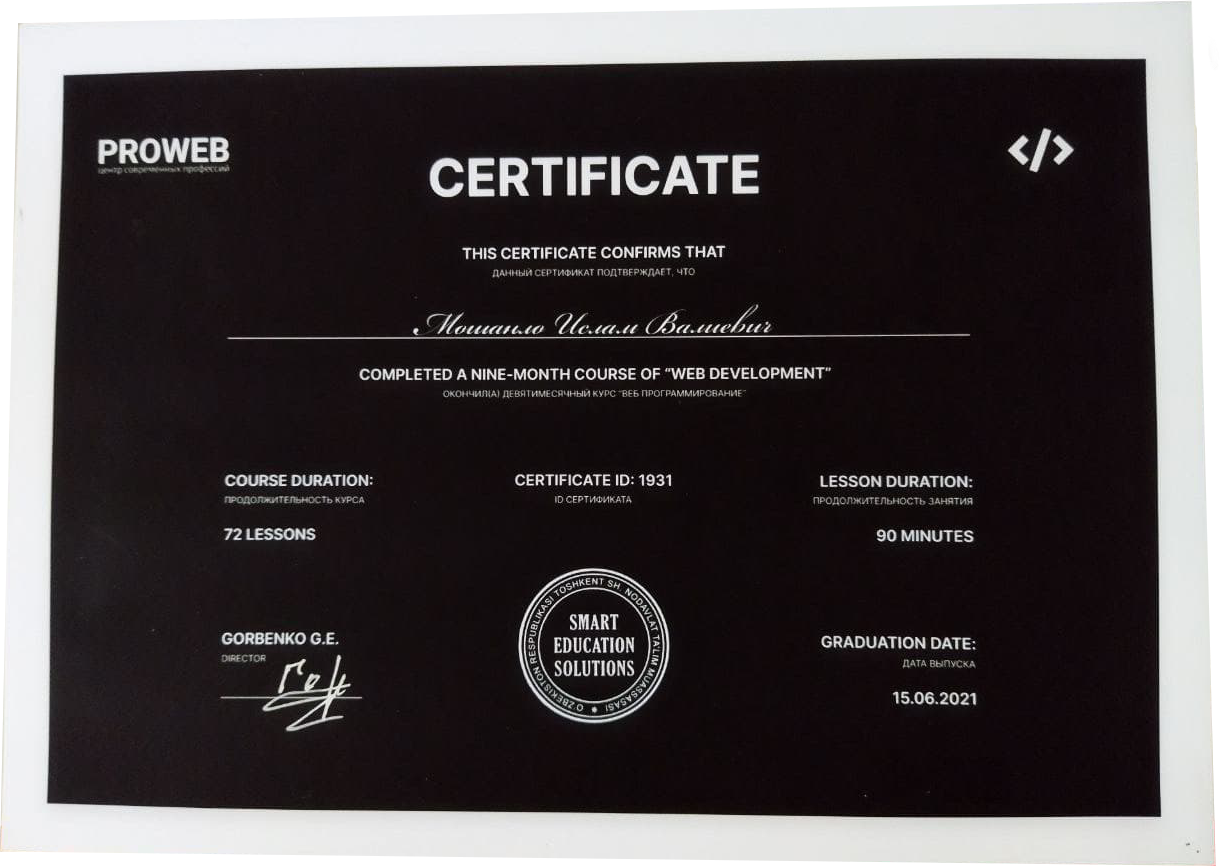 PROWEB
центр современных профессий
</>
CERTIFICATE
THIS CERTIFICATE CONFIRMS THAT
ДАННЫЙ СЕРТИФИКАТ ПОДТВЕРЖДАЕТ, ЧТО
Мошанло Ислам Валиевич
COMPLETED A NINE-MONTH COURSE OF “WEB DEVELOPMENT”
ОКОНЧИЛ(А) ДЕВЯТИМЕСЯЧНЫЙ КУРС “ВЕБ ПРОГРАММИРОВАНИЕ”
COURSE DURATION:
ПРОДОЛЖИТЕЛЬНОСТЬ КУРСА
72 LESSONS
CERTIFICATE ID: 1931
ID СЕРТИФИКАТА
LESSON DURATION:
ПРОДОЛЖИТЕЛЬНОСТЬ ЗАНЯТИЯ
90 MINUTES
GORBENKO G.E.
DIRECTOR
O'ZBEKISTON RESPUBLIKASI TOSHKENT SH. NODAVLAT TA'LIM MUASSASASI
SMART
EDUCATION
SOLUTIONS
GRADUATION DATE:
ДАТА ВЫПУСКА
15.06.2021